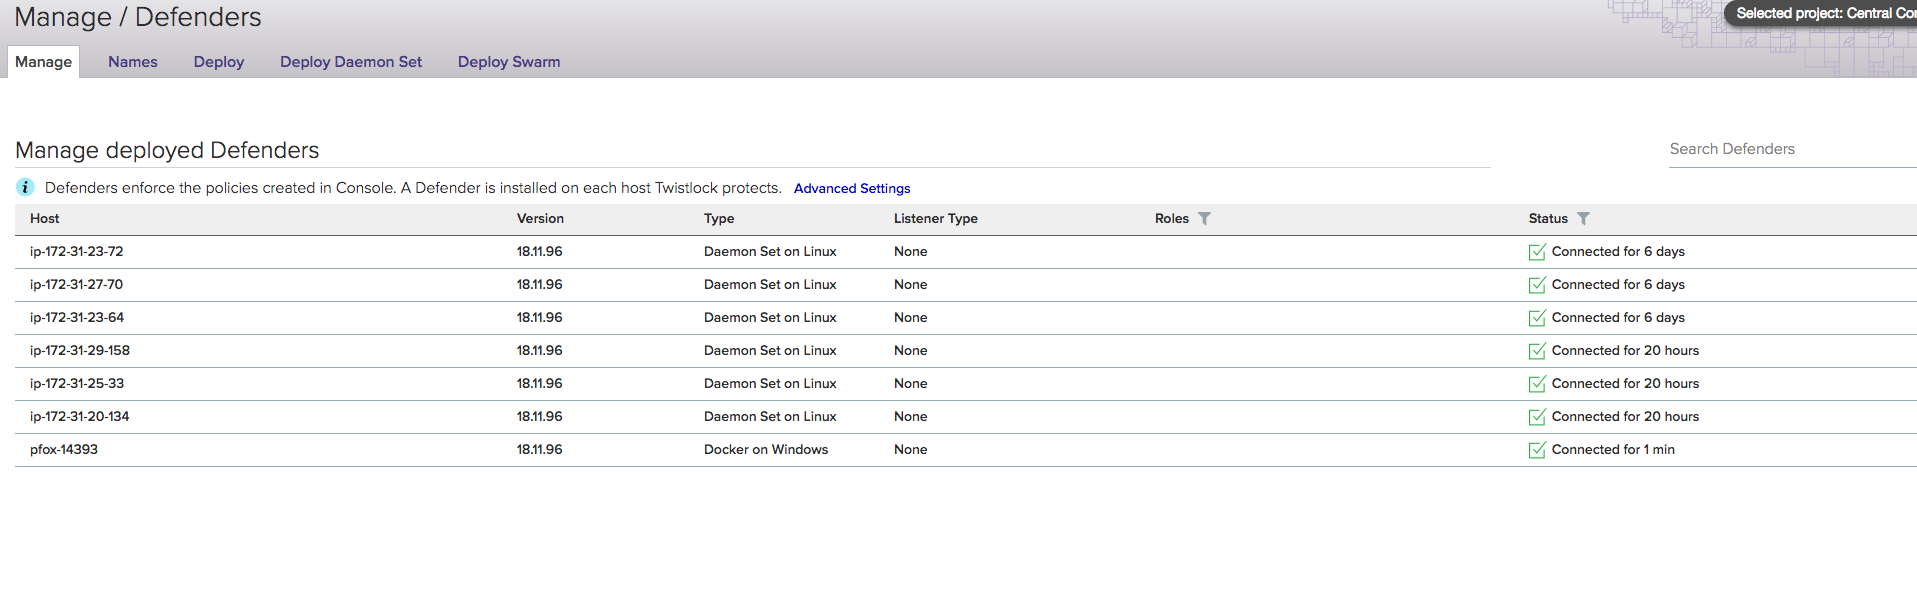 Manage / Defenders
Selected project: Central
Manage Names Deploy Deploy Daemon Set Deploy Swarm
Manage deployed Defenders
Search Defenders
Defenders enforce the policies created in Console. A Defender is installed on each host Twistlock protects. Advanced Settings
Host Version Type Listener Type Roles Status
ip-172-31-23-72 18.11.96 Daemon Set on Linux None Connected for 6 days
ip-172-31-27-70 18.11.96 Daemon Set on Linux None Connected for 6 days
ip-172-31-23-64 18.11.96 Daemon Set on Linux None Connected for 6 days
ip-172-31-29-158 18.11.96 Daemon Set on Linux None Connected for 20 hours
ip-172-31-25-33 18.11.96 Daemon Set on Linux None Connected for 20 hours
ip-172-31-20-134 18.11.96 Daemon Set on Linux None Connected for 20 hours
pfox-14393 18.11.96 Docker on Windows None Connected for 1 min